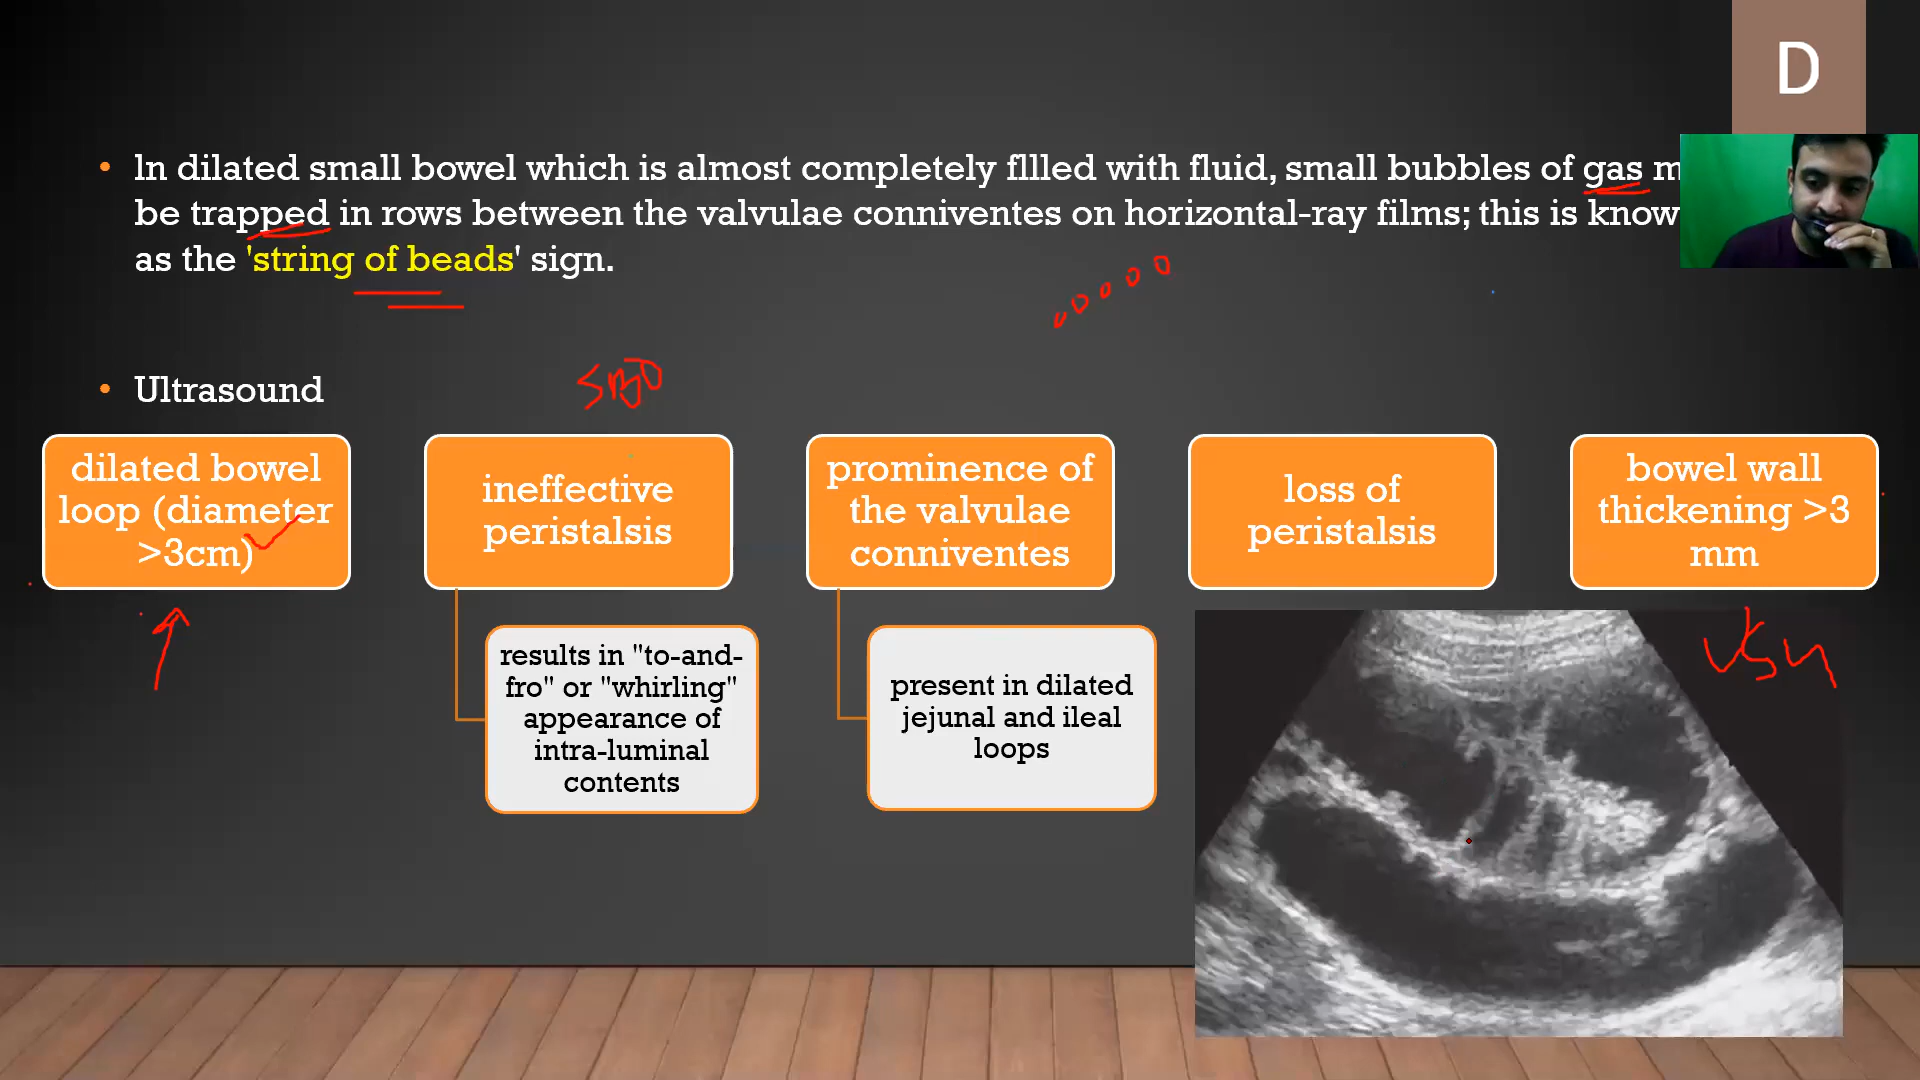 D
• In dilated small bowel which is almost completely fllled with fluid, small bubbles of gas m
be trapped in rows between the valvulae conniventes on horizontal-ray films; this is know
as the 'string of beads' sign.
SBO
• Ultrasound
dilated bowel
loop (diameter
>3cm)
ineffective
peristalsis
prominence of
the valvulae
conniventes
loss of
peristalsis
bowel wall
thickening >3
mm
results in "to-and-
fro" or "whirling"
appearance of
intra-luminal
contents
present in dilated
jejunal and ileal
loops